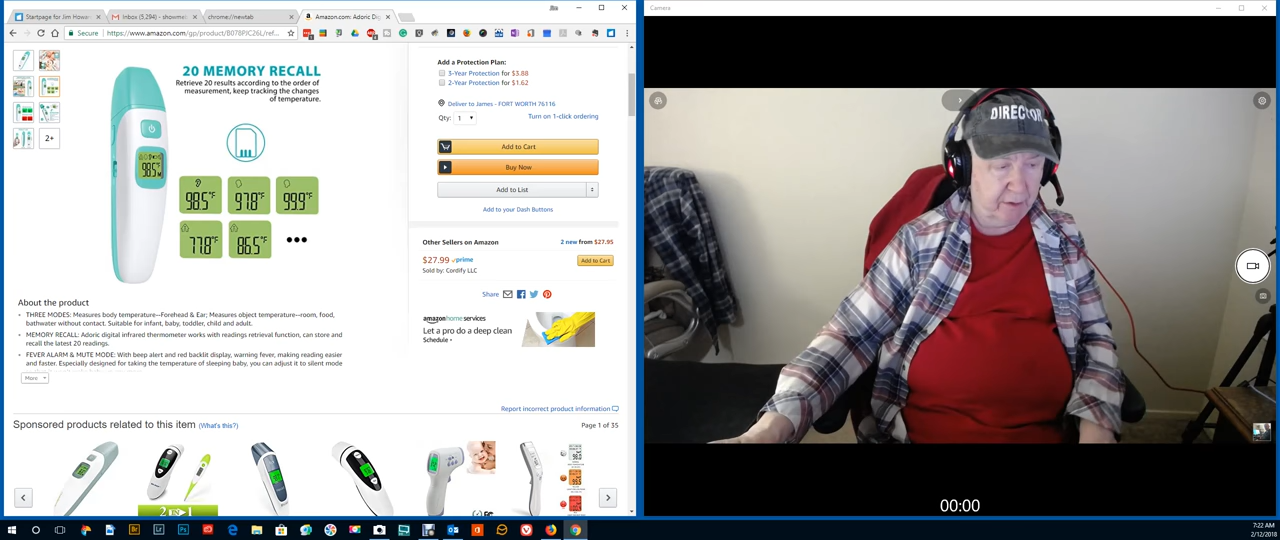 Startpage for Jim Howa
Inbox (5,294) - showme
chrome://newtab
Amazon.com: Adoric Di
Secure
https://www.amazon.com/gp/product/B078PJC26L/ref...
20 MEMORY RECALL
Retrieve 20 results according to the order of
measurement, keep tracking the changes
of temperature.
2+
98.5°F
98.5°F
97.8°F
99.9°F
77.8°F
86.5°F
About the product
THREE MODES: Measures body temperature—Forehead & Ear; Measures object temperature—room, food,
bathwater without contact. Suitable for infant, baby, toddler, child and adult.
MEMORY RECALL: Adoric digital infrared thermometer works with readings retrieval function, can store and
recall the latest 20 readings.
FEVER ALARM & MUTE MODE: With beep alert and red backlit display, warning fever, making reading easier
and faster. Especially designed for taking the temperature of sleeping baby, you can adjust it to silent mode
More
Add a Protection Plan:
3-Year Protection for $3.88
2-Year Protection for $1.62
Deliver to James - FORT WORTH 76116
Qty: 1
Turn on 1-click ordering
Add to Cart
Buy Now
Add to List
Add to your Dash Buttons
Other Sellers on Amazon
2 new from $27.95
$27.99 prime
Add to Cart
Sold by: Cordify LLC
Share
amazonhome services
Let a pro do a deep clean
Schedule
Report incorrect product information
Sponsored products related to this item (What's this?)
Page 1 of 35
Camera
DIRECTOR
00:00
Br
Lr
Ps
7:22 AM
2/12/2018